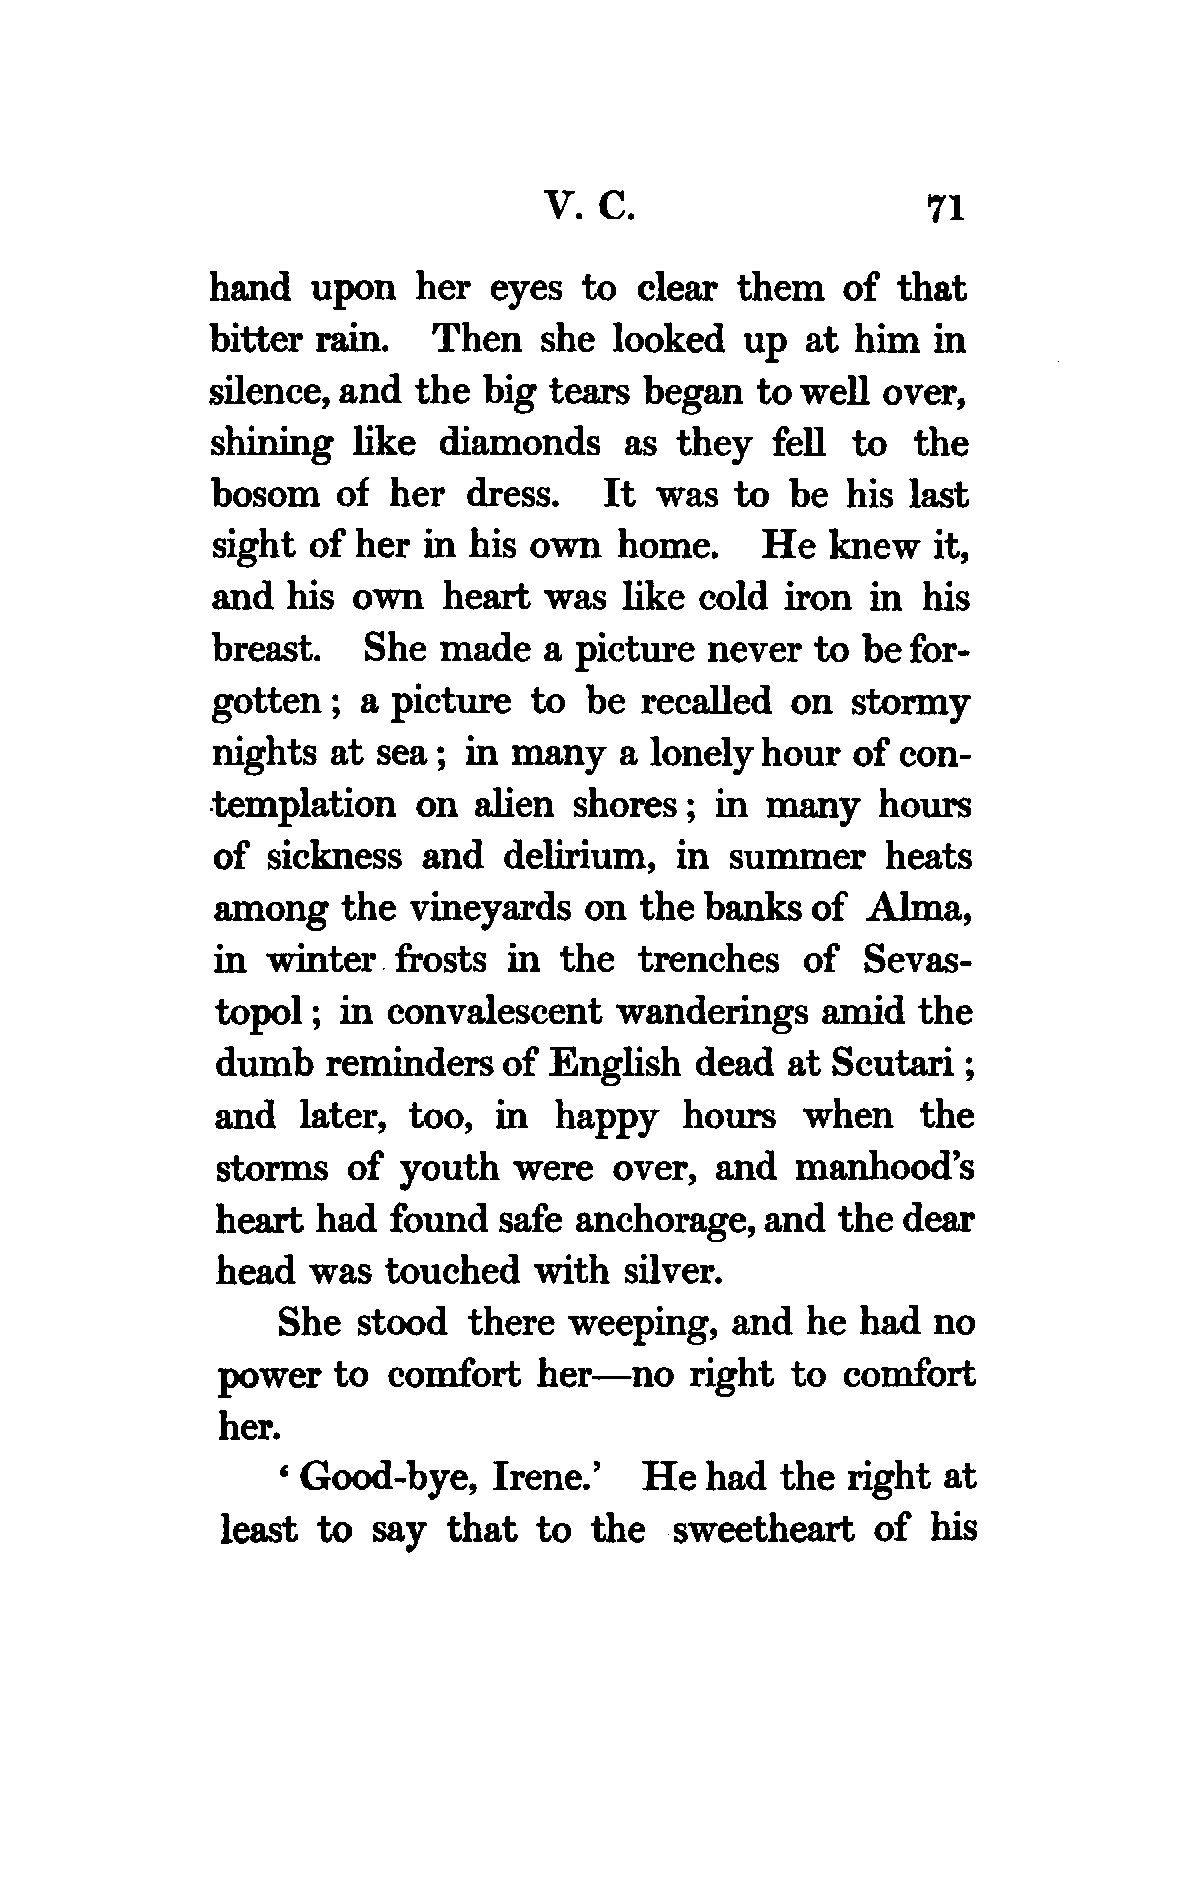 V. C. 71
hand upon her eyes to clear them of that
bitter rain. Then she looked up at him in
silence, and the big tears began to well over,
shining like diamonds as they fell to the
bosom of her dress. It was to be his last
sight of her in his own home. He knew it,
and his own heart was like cold iron in his
breast. She made a picture never to be for-
gotten ; a picture to be recalled on stormy
nights at sea ; in many a lonely hour of con-
templation on alien shores ; in many hours
of sickness and delirium, in summer heats
among the vineyards on the banks of Alma,
in winter frosts in the trenches of Sevas-
topol ; in convalescent wanderings amid the
dumb reminders of English dead at Scutari ;
and later, too, in happy hours when the
storms of youth were over, and manhood's
heart had found safe anchorage, and the dear
head was touched with silver.
She stood there weeping, and he had no
power to comfort her—no right to comfort
her.
‘ Good-bye, Irene.’ He had the right at
least to say that to the sweetheart of his